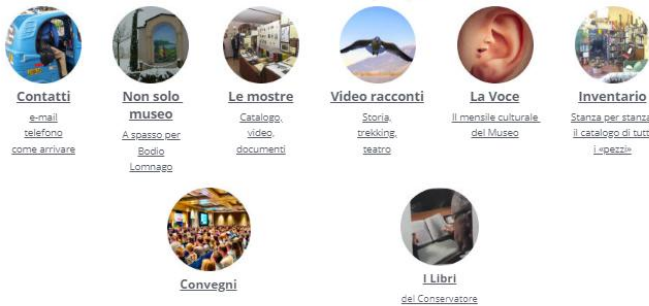 Contatti
e-mail
telefono
come arrivare
Non solo
museo
A spasso per
Bodio
Lomnago
Le mostre
Catalogo,
video,
documenti
Video racconti
Storia,
trekking,
teatro
La Voce
Il mensile culturale
del Museo
Inventario
Stanza per stanza
il catalogo di tutt
i «pezzi»
Convegni
I Libri
del Conservatore